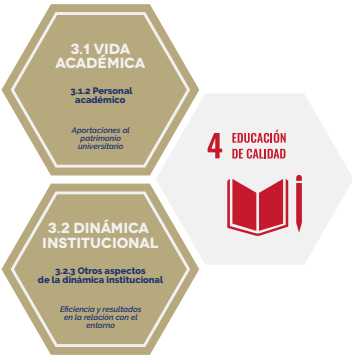 3.1 VIDA
ACADÉMICA
3.1.2 Personal
académico
Aportaciones al
patrimonio
universitario
4 EDUCACIÓN
DE CALIDAD
3.2 DINÁMICA
INSTITUCIONAL
3.2.3 Otros aspectos
de la dinámica institucional
Eficiencia y resultados
en la relación con el
entorno